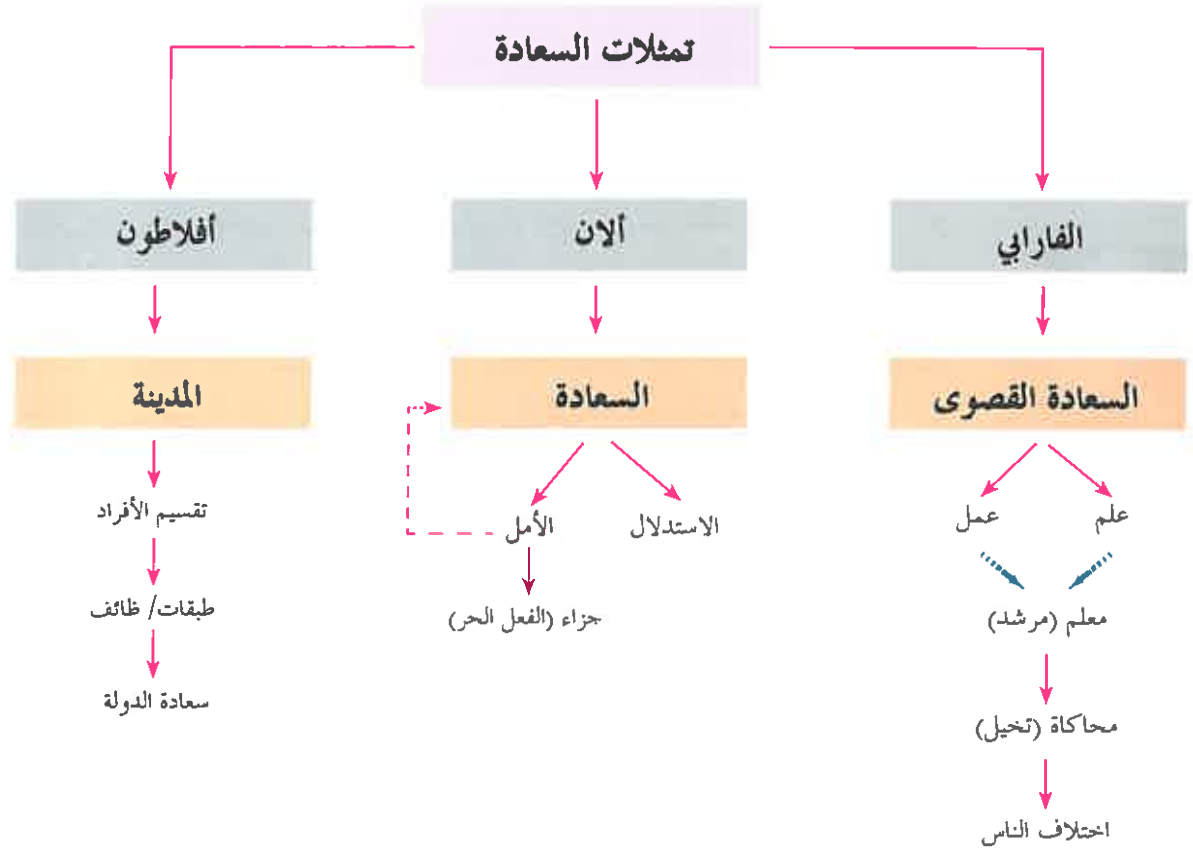 تمثلات السعادة
الفارابي
ألان
أفلاطون
السعادة القصوى
السعادة
المدينة
علم
عمل
معلم (مرشد)
محاكاة (تخيل)
اختلاف الناس
الاستدلال
الأمل
جزاء (الفعل الحر)
تقسيم الأفراد
طبقات/ ظائف
سعادة الدولة